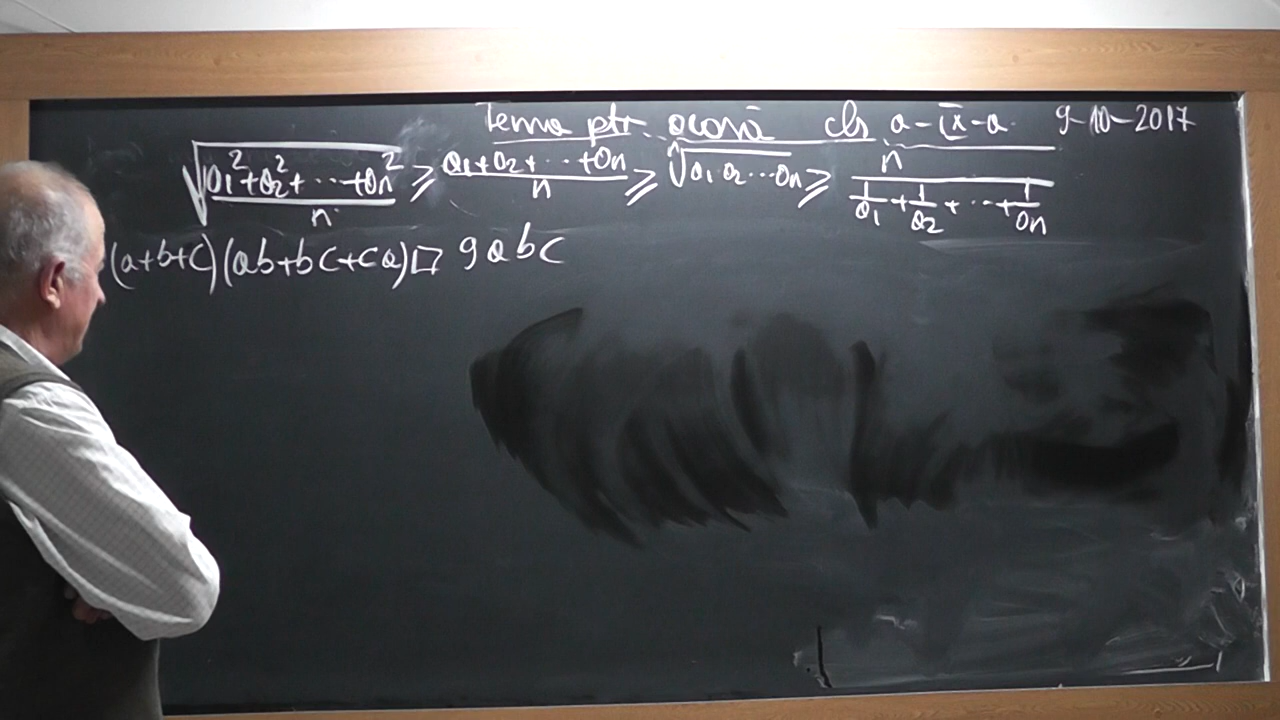 Tema ptr. acasă cls a-IX-a 9-10-2017
√((a₁²+a₂²+⋯+an²)/n) ≥ (a₁+a₂+⋯+an)/n ≥ ⁿ√(a₁a₂⋯an) ≥ n/(1/a₁+1/a₂+⋯+1/an)
(a+b+c)(ab+bc+ca)□ 9abc